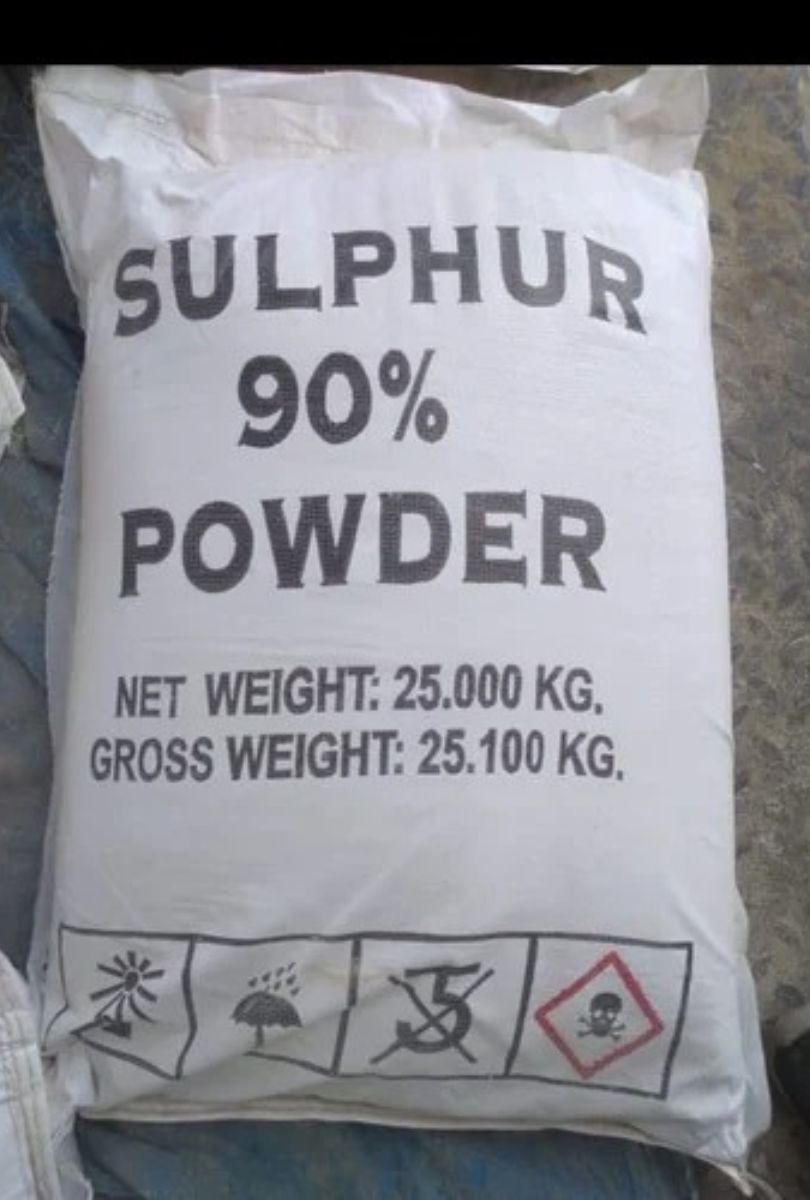 SULPHUR
90%
POWDER
NET WEIGHT: 25.000 KG.
GROSS WEIGHT: 25.100 KG.